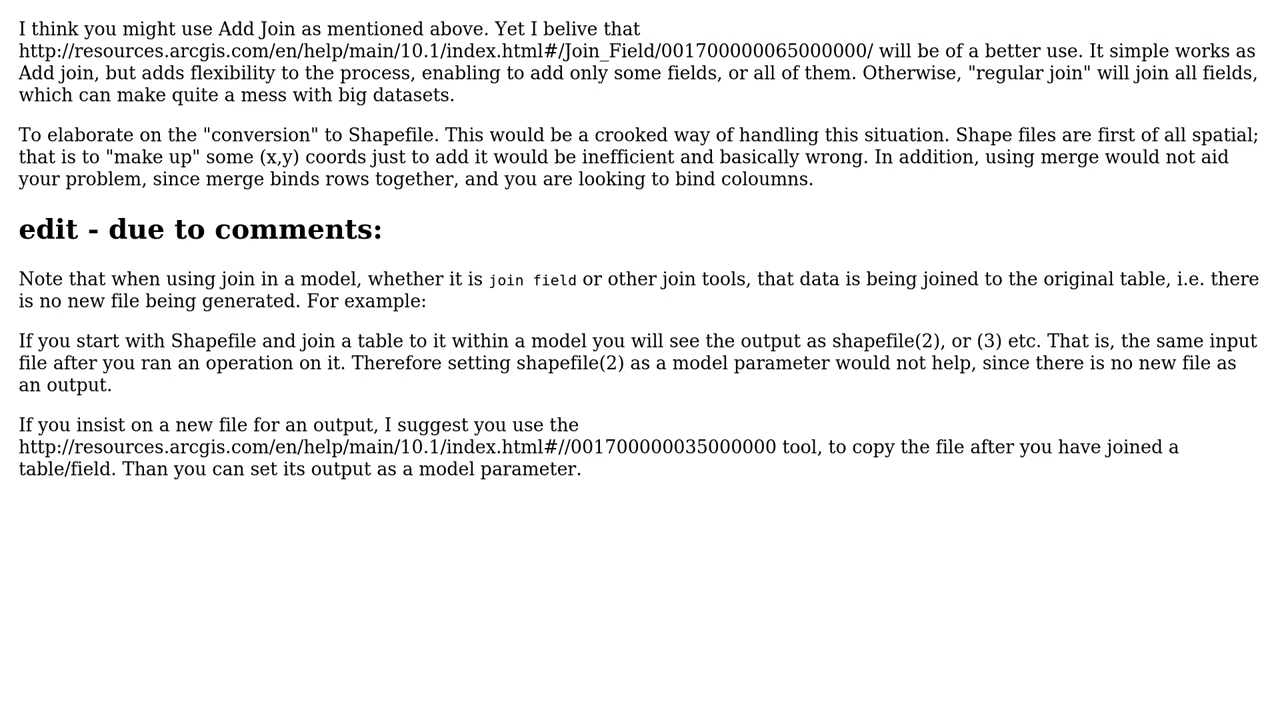 I think you might use Add Join as mentioned above. Yet I belive that
http://resources.arcgis.com/en/help/main/10.1/index.html#/Join_Field/001700000065000000/ will be of a better use. It simple works as
Add join, but adds flexibility to the process, enabling to add only some fields, or all of them. Otherwise, "regular join" will join all fields,
which can make quite a mess with big datasets.
To elaborate on the "conversion" to Shapefile. This would be a crooked way of handling this situation. Shape files are first of all spatial;
that is to "make up" some (x,y) coords just to add it would be inefficient and basically wrong. In addition, using merge would not aid
your problem, since merge binds rows together, and you are looking to bind coloumns.
edit - due to comments:
Note that when using join in a model, whether it is join field or other join tools, that data is being joined to the original table, i.e. there
is no new file being generated. For example:
If you start with Shapefile and join a table to it within a model you will see the output as shapefile(2), or (3) etc. That is, the same input
file after you ran an operation on it. Therefore setting shapefile(2) as a model parameter would not help, since there is no new file as
an output.
If you insist on a new file for an output, I suggest you use the
http://resources.arcgis.com/en/help/main/10.1/index.html#//001700000035000000 tool, to copy the file after you have joined a
table/field. Than you can set its output as a model parameter.